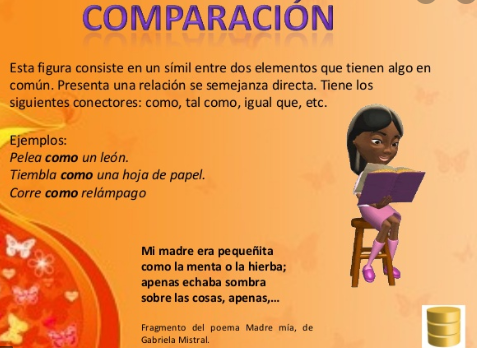 COMPARACIÓN
Esta figura consiste en un símil entre dos elementos que tienen algo en
común. Presenta una relación se semejanza directa. Tiene los
siguientes conectores: como, tal como, igual que, etc.
Ejemplos:
Pelea como un león.
Tiembla como una hoja de papel.
Corre como relámpago
Mi madre era pequeñita
como la menta o la hierba;
apenas echaba sombra
sobre las cosas, apenas,...
Fragmento del poema Madre mía, de
Gabriela Mistral.